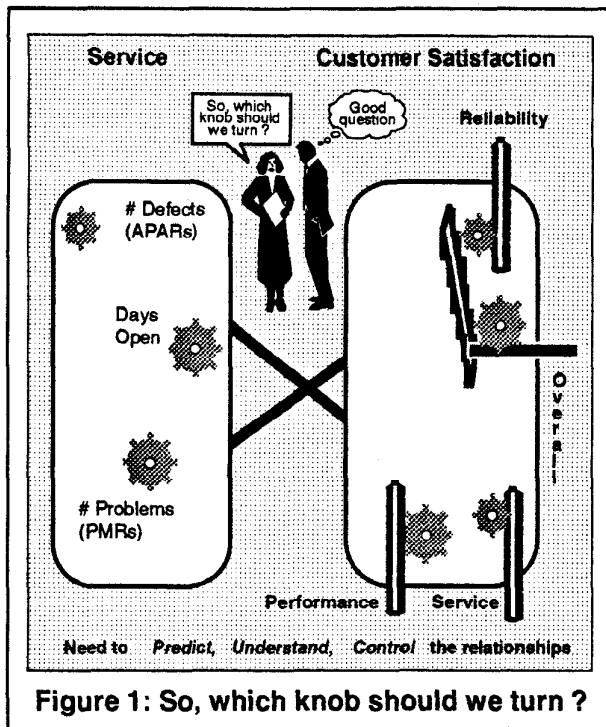 Service
Customer Satisfaction
So, which
knob should
we turn ?
Good
question
Reliability
# Defects
(APARs)
Days
Open
# Problems
(PMRs)
Overall
Performance
Service
Need to Predict, Understand, Control the relationships
Figure 1: So, which knob should we turn ?